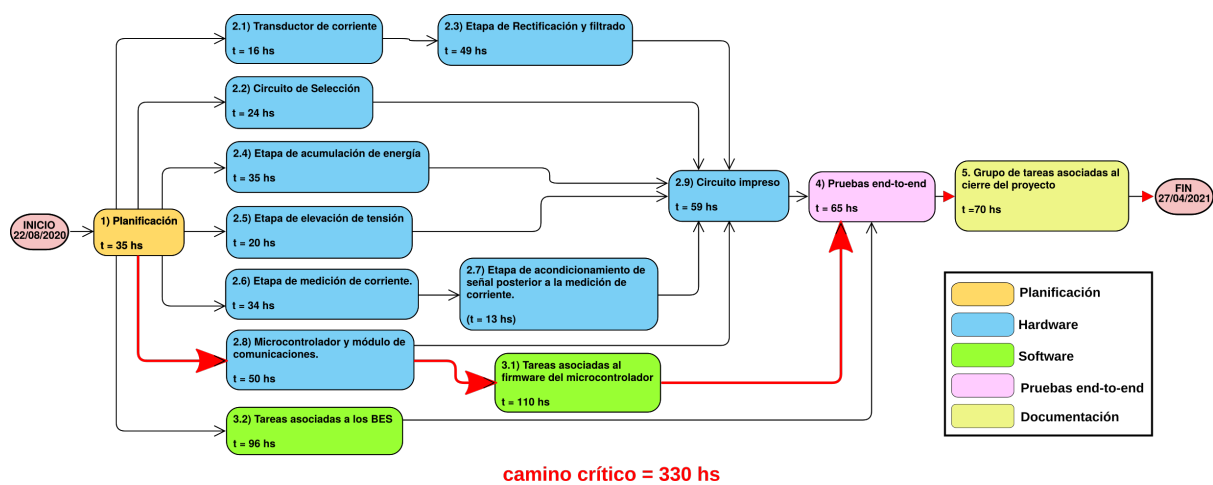 INICIO
22/08/2020
1) Planificación
t = 35 hs
2.1) Transductor de corriente
t = 16 hs
2.3) Etapa de Rectificación y filtrado
t = 49 hs
2.2) Circuito de Selección
t = 24 hs
2.4) Etapa de acumulación de energía
t = 35 hs
2.5) Etapa de elevación de tensión
t = 20 hs
2.6) Etapa de medición de corriente.
t = 34 hs
2.7) Etapa de acondicionamiento de
señal posterior a la medición de
corriente.
(t = 13 hs)
2.8) Microcontrolador y módulo de
comunicaciones.
t = 50 hs
3.1) Tareas asociadas al
firmware del microcontrolador
t = 110 hs
3.2) Tareas asociadas a los BES
t = 96 hs
2.9) Circuito impreso
t = 59 hs
4) Pruebas end-to-end
t = 65 hs
5. Grupo de tareas asociadas al
cierre del proyecto
t =70 hs
FIN
27/04/2021
Planificación
Hardware
Software
Pruebas end-to-end
Documentación
camino crítico = 330 hs